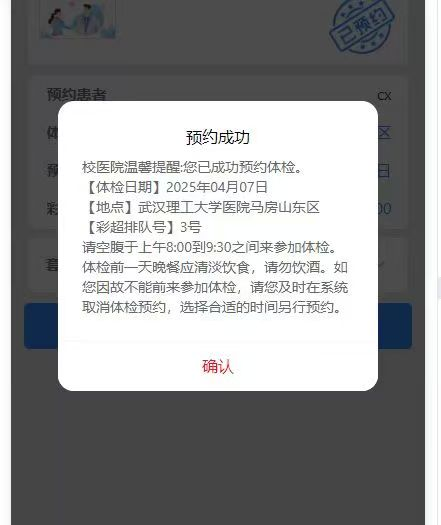 已预约
预约患者 cx
体 区
预 日
彩 00
套
预约成功
校医院温馨提醒:您已成功预约体检。
【体检日期】2025年04月07日
【地点】武汉理工大学医院马房山东区
【彩超排队号】3号
请空腹于上午8:00到9:30之间来参加体检。
体检前一天晚餐应清淡饮食，请勿饮酒。如
您因故不能前来参加体检，请您及时在系统
取消体检预约，选择合适的时间另行预约。
确认